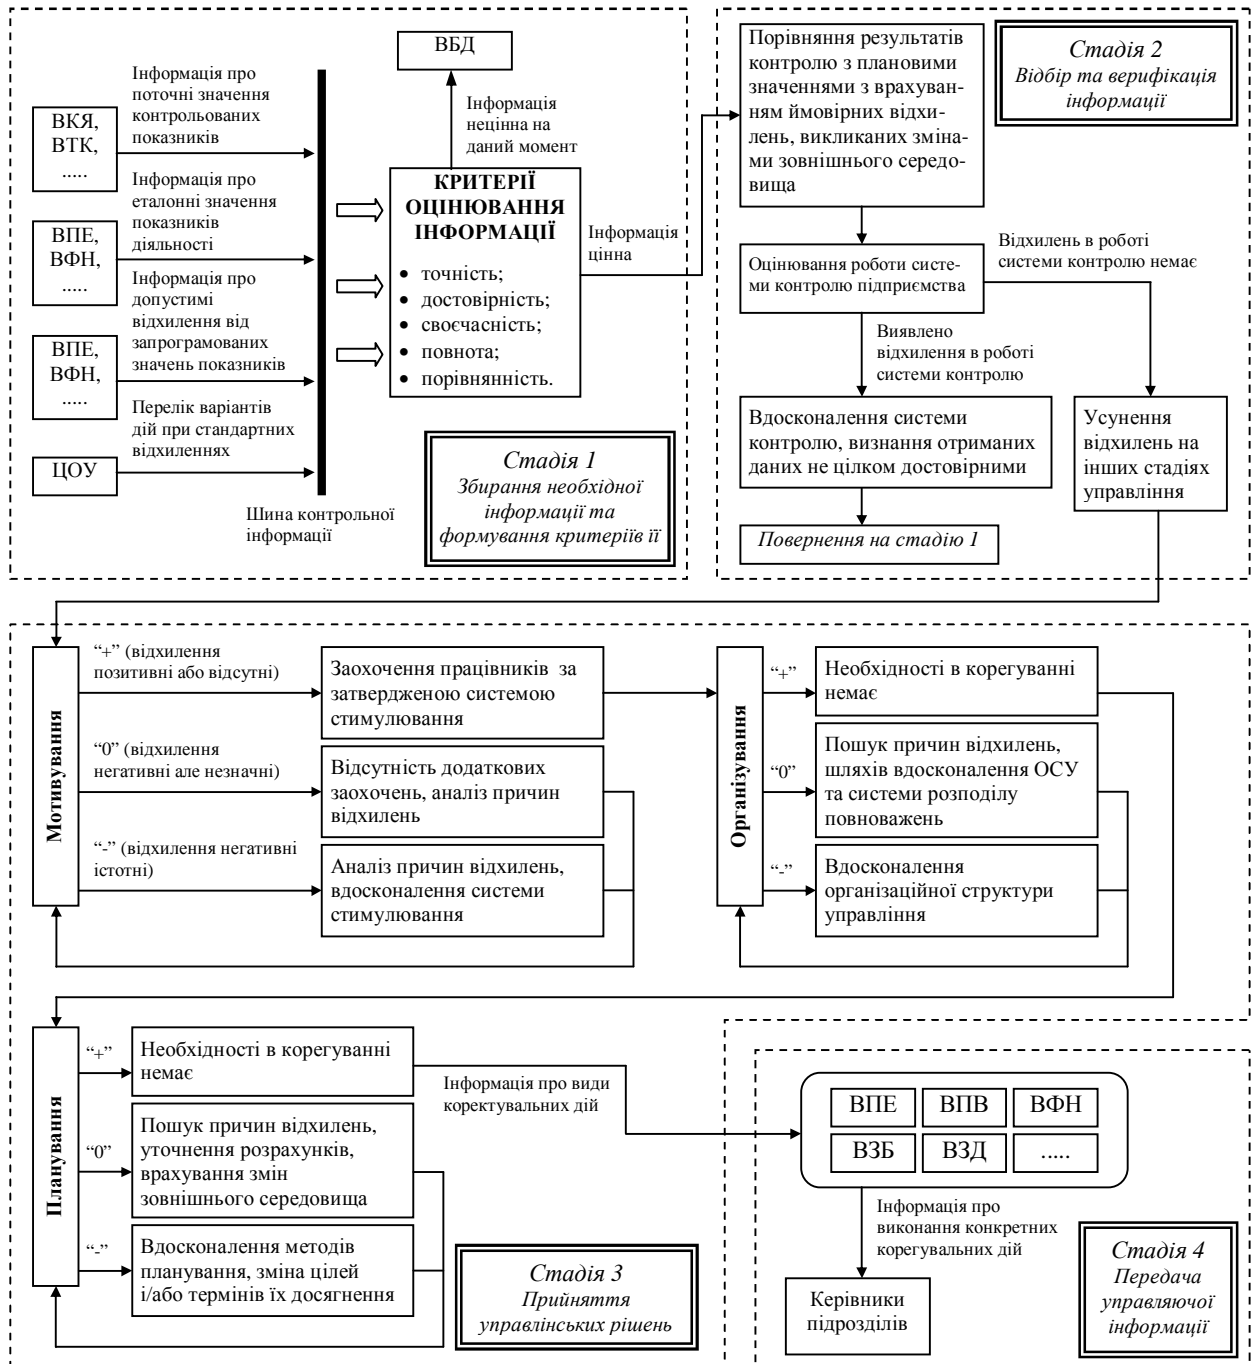 ВБД
Інформація про
поточні значення
контрольованих
показників
ВКЯ,
ВТК,
.....
Інформація
нецінна на
даний момент
Інформація про
еталонні значення
показників
діяльності
ВПЕ,
ВФН,
.....
Інформація про
допустимі
відхилення від
запрограмованих
значень показників
ВПЕ,
ВФН,
.....
Перелік варіантів
дій при стандартних
відхиленнях
ЦОУ
Шина контрольної
інформації
КРИТЕРІЇ
ОЦІНЮВАННЯ
ІНФОРМАЦІЇ
• точність;
• достовірність;
• своєчасність;
• повнота;
• порівнянність.
Інформація
цінна
Стадія 1
Збирання необхідної
інформації та
формування критеріїв її
Порівняння результатів
контролю з плановими
значеннями з врахуван-
ням ймовірних відхи-
лень, викликаних зміна-
ми зовнішнього середо-
вища
Стадія 2
Відбір та верифікація
інформації
Оцінювання роботи систе-
ми контролю підприємства
Відхилень в роботі
системи контролю немає
Виявлено
відхилення в роботі
системи контролю
Вдосконалення системи
контролю, визнання отриманих
даних не цілком достовірними
Усунення
відхилень на
інших стадіях
управління
Повернення на стадію 1
Мотивування
“+” (відхилення
позитивні або відсутні)
Заохочення працівників за
затвердженою системою
стимулювання
“0” (відхилення
негативні але незначні)
Відсутність додаткових
заохочень, аналіз причин
відхилень
“-” (відхилення негативні
істотні)
Аналіз причин відхилень,
вдосконалення системи
стимулювання
Організування
“+”
Необхідності в корегуванні
немає
“0”
Пошук причин відхилень,
шляхів вдосконалення ОСУ
та системи розподілу
повноважень
“-”
Вдосконалення
організаційної структури
управління
Планування
“+”
Необхідності в корегуванні
немає
“0”
Пошук причин відхилень,
уточнення розрахунків,
врахування змін
зовнішнього середовища
“-”
Вдосконалення методів
планування, зміна цілей
і/або термінів їх досягнення
Інформація про види
коректувальних дій
Стадія 3
Прийняття
управлінських рішень
ВПЕ ВПВ ВФН
ВЗБ ВЗД .....
Інформація про
виконання конкретних
корегувальних дій
Керівники
підрозділів
Стадія 4
Передача
управляючої
інформації